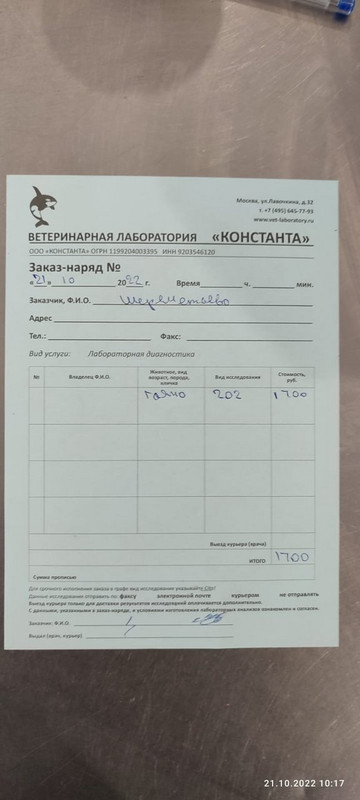 Москва, ул.Лавочкина, д.32
т. +7 (495) 645-77-93
www.vet-laboratory.ru
ВЕТЕРИНАРНАЯ ЛАБОРАТОРИЯ «КОНСТАНТА»
ООО «КОНСТАНТА» ОГРН 1199204003395 ИНН 9203546120
Заказ-наряд №
«21» 10 2022 г. Время ч. мин.
Заказчик, Ф.И.О. Шереметьево
Адрес
Тел.: Факс:
Вид услуги: Лабораторная диагностика
№ Владелец Ф.И.О. Животное, вид возраст, порода, кличка Вид исследования Стоимость, руб.
202 1700
Выезд курьера (врача)
ИТОГО 1700
Сумма прописью
Для срочного исполнения заказа в графе вид исследования указывайте Cito!
Данные исследования отправить по: факсу электронной почте курьером не отправлять
Выезд курьера только для доставки результатов исследований оплачивается дополнительно.
С данными, указанными в заказ-наряде, и условиями изготовления лабораторных анализов ознакомлен и согласен.
Заказчик Ф.И.О.
Выдал (врач, курьер)
21.10.2022 10:17